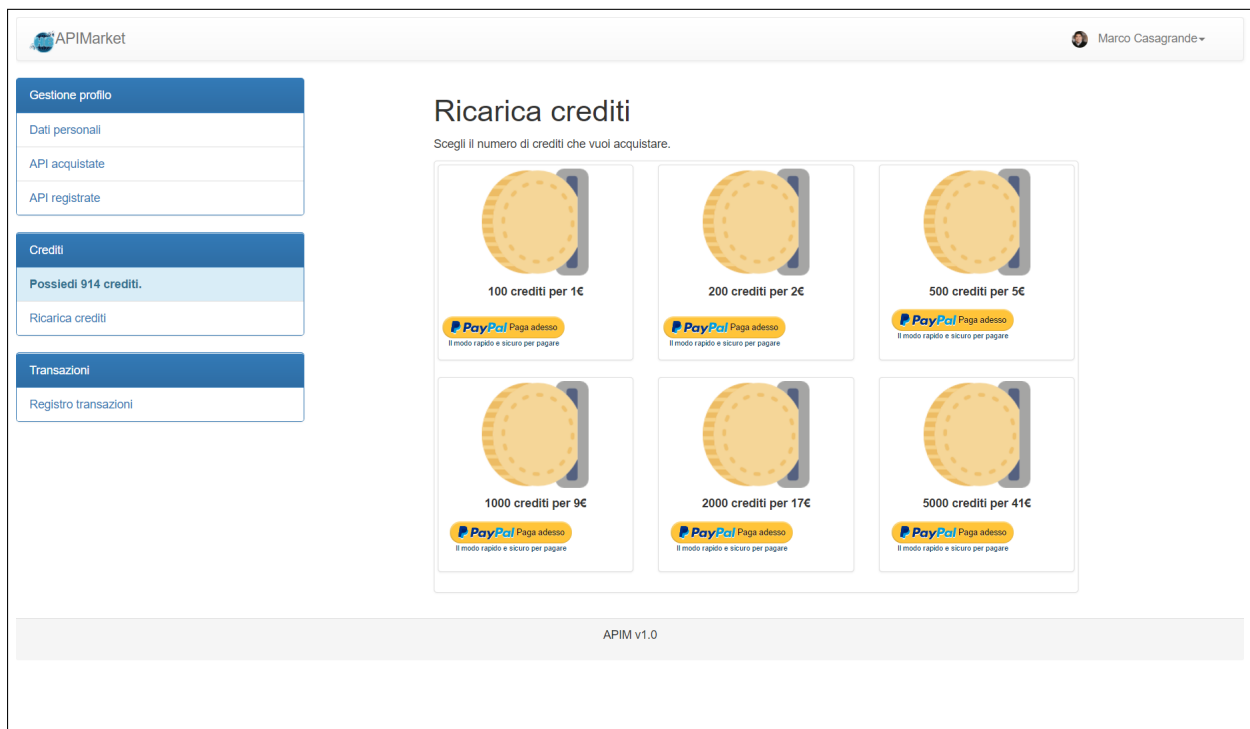 APIMarket
Marco Casagrande
Gestione profilo
Dati personali
API acquistate
API registrate
Crediti
Possiedi 914 crediti.
Ricarica crediti
Transazioni
Registro transazioni
Ricarica crediti
Scegli il numero di crediti che vuoi acquistare.
100 crediti per 1€
PayPal Paga adesso
Il modo rapido e sicuro per pagare
200 crediti per 2€
PayPal Paga adesso
Il modo rapido e sicuro per pagare
500 crediti per 5€
PayPal Paga adesso
Il modo rapido e sicuro per pagare
1000 crediti per 9€
PayPal Paga adesso
Il modo rapido e sicuro per pagare
2000 crediti per 17€
PayPal Paga adesso
Il modo rapido e sicuro per pagare
5000 crediti per 41€
PayPal Paga adesso
Il modo rapido e sicuro per pagare
APIM v1.0